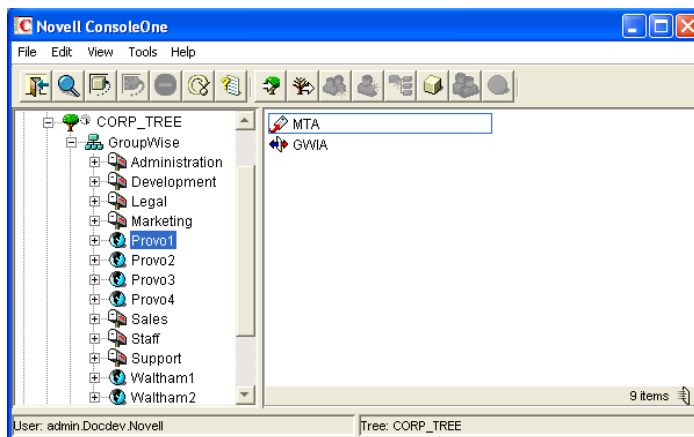 Novell ConsoleOne
File Edit View Tools Help
CORP_TREE
GroupWise
Administration
Development
Legal
Marketing
Provo1
Provo2
Provo3
Provo4
Sales
Staff
Support
Waltham1
Waltham2
MTA
GWIA
9 items
User: admin.Docdev.Novell
Tree: CORP_TREE